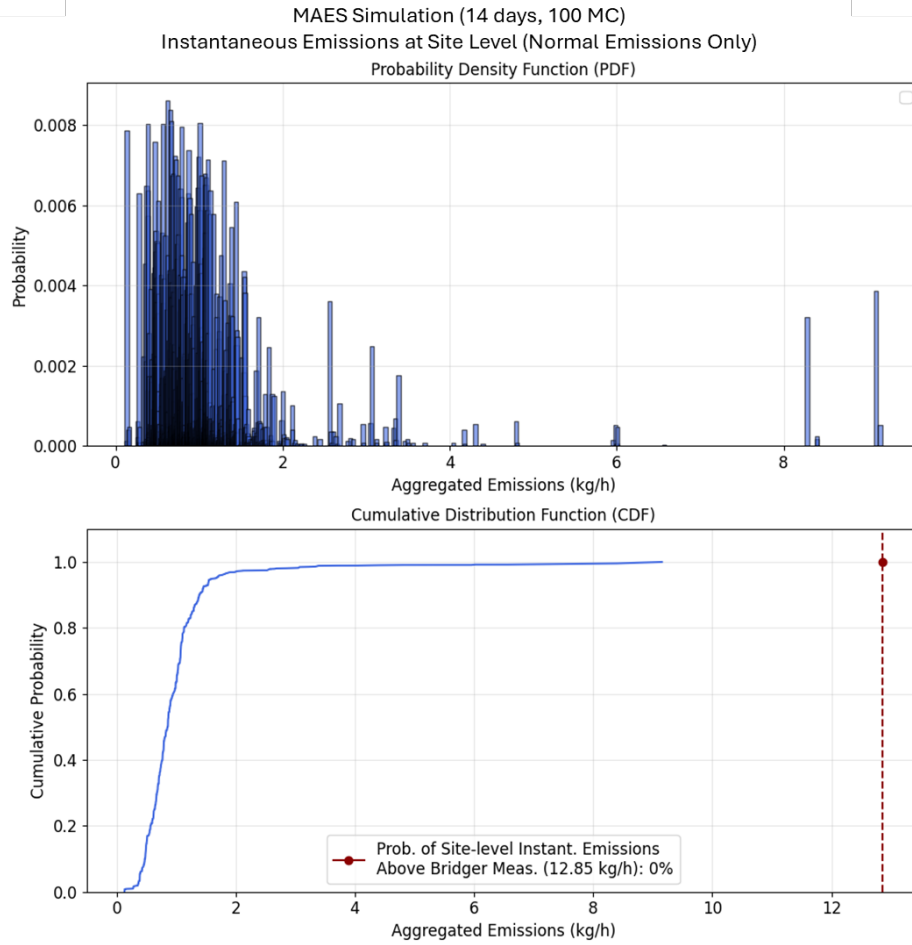 MAES Simulation (14 days, 100 MC)
Instantaneous Emissions at Site Level (Normal Emissions Only)
Probability Density Function (PDF)
0.008
0.006
0.004
0.002
0.000
Probability
0 2 4 6 8
Aggregated Emissions (kg/h)
Cumulative Distribution Function (CDF)
1.0
0.8
0.6
0.4
0.2
0.0
Cumulative Probability
Prob. of Site-level Instant. Emissions
Above Bridger Meas. (12.85 kg/h): 0%
0 2 4 6 8 10 12
Aggregated Emissions (kg/h)